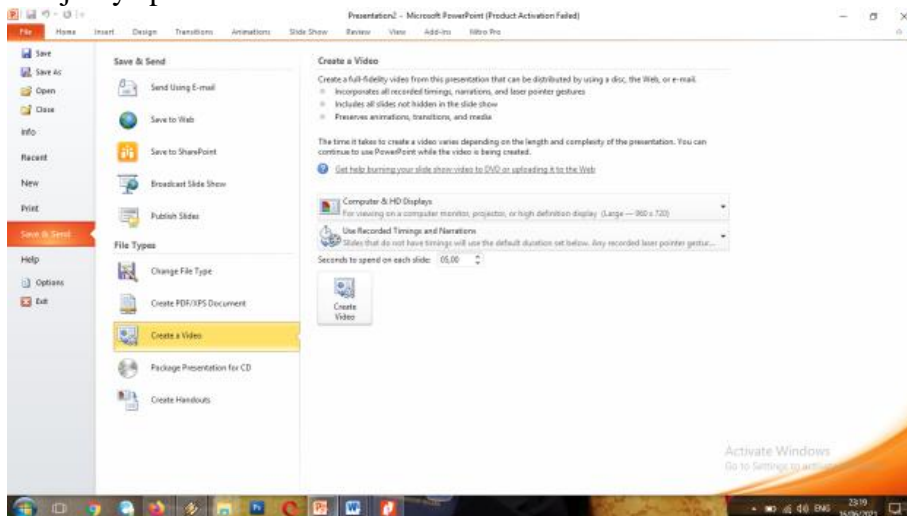 Presentation2 - Microsoft PowerPoint (Product Activation Failed)
File Home Insert Design Transitions Animations Slide Show Review View Add-Ins Nitro Pro
Save
Save As
Open
Close
Info
Recent
New
Print
Save & Send
Help
Options
Exit
Save & Send
Send Using E-mail
Save to Web
Save to SharePoint
Broadcast Slide Show
Publish Slides
File Types
Change File Type
Create PDF/XPS Document
Create a Video
Package Presentation for CD
Create Handouts
Create a Video
Create a full-fidelity video from this presentation that can be distributed by using a disc, the Web, or e-mail.
Incorporates all recorded timings, narrations, and laser pointer gestures
Includes all slides not hidden in the slide show
Preserves animations, transitions, and media
The time it takes to create a video varies depending on the length and complexity of the presentation. You can
continue to use PowerPoint while the video is being created.
Get help burning your slide show video to DVD or uploading it to the Web
Computer & HD Displays
For viewing on a computer monitor, projector, or high definition display (Large — 960 x 720)
Use Recorded Timings and Narrations
Slides that do not have timings will use the default duration set below. Any recorded laser pointer gestur...
Seconds to spend on each slide: 05,00
Create
Video
Activate Windows
Go to Settings to activate
ENG
23:19
16/06/2021